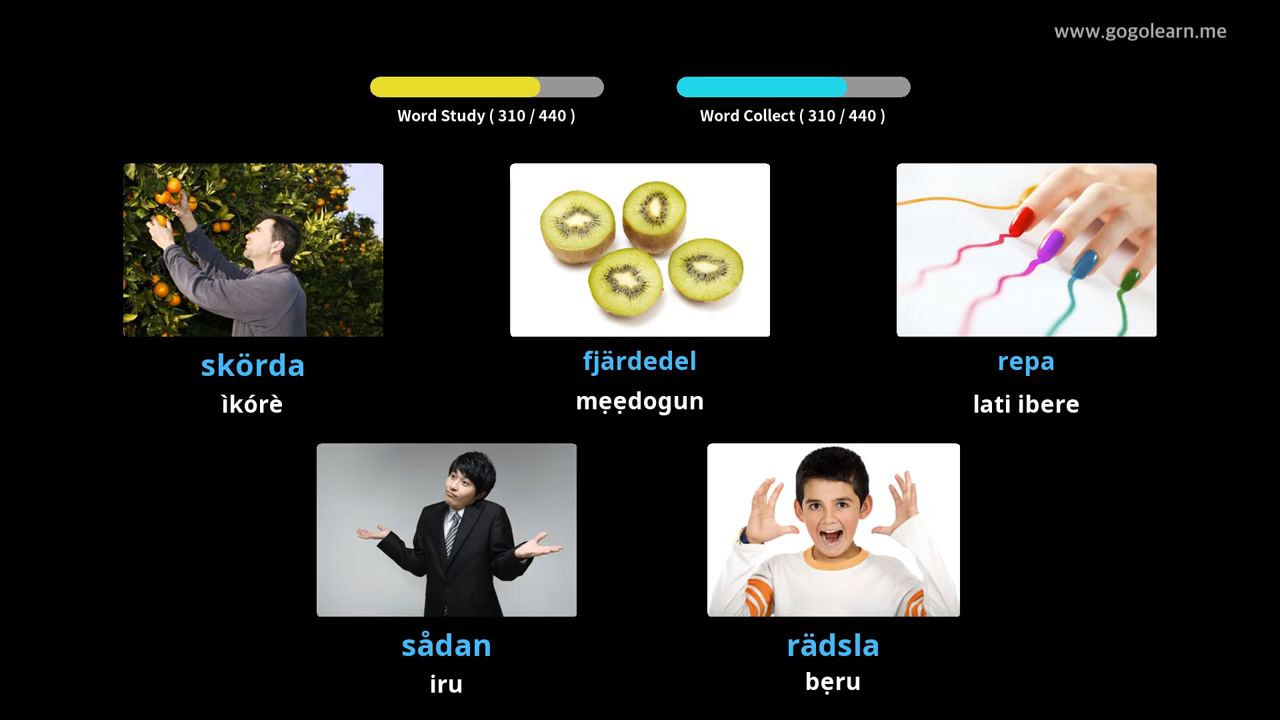 www.gogolearn.me
Word Study ( 310 / 440 )
Word Collect ( 310 / 440 )
skörda
ìkórè
fjärdedel
mẹẹdogun
repa
lati ibere
sådan
iru
rädsla
bẹru